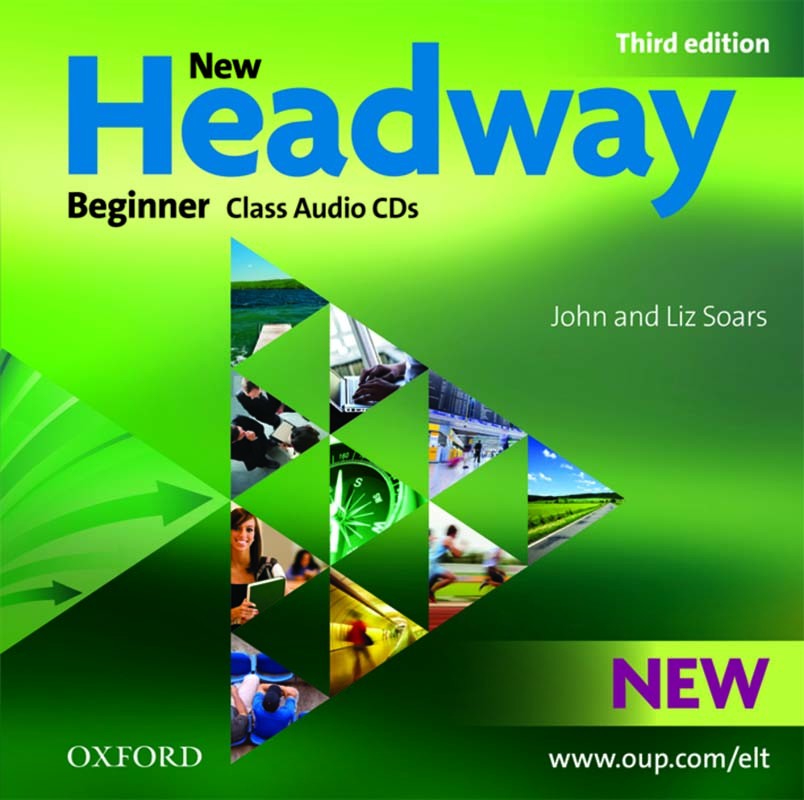 Third edition
New
Headway
Beginner Class Audio CDs
John and Liz Soars
S
NEW
OXFORD
www.oup.com/elt